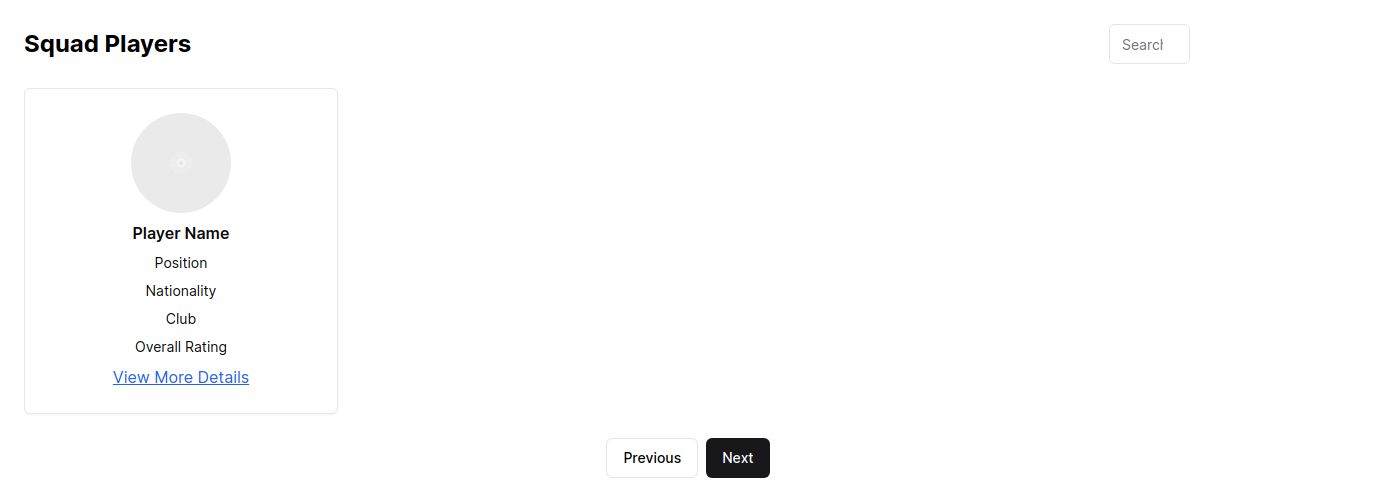 Squad Players
Search
Player Name
Position
Nationality
Club
Overall Rating
View More Details
Previous
Next